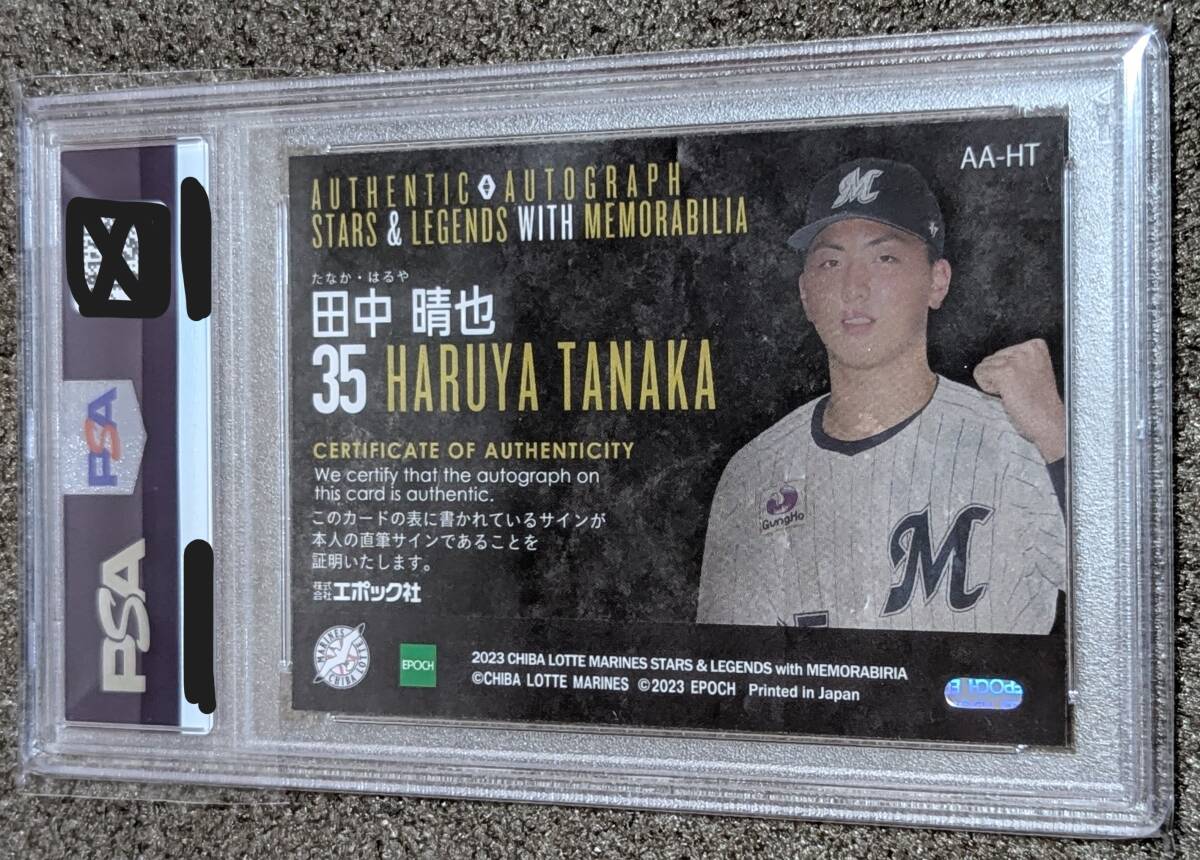 PSA
PSA
AUTHENTIC AUTOGRAPH
STARS & LEGENDS WITH MEMORABILIA
AA-HT
たなか・はるや
田中 晴也
35 HARUYA TANAKA
CERTIFICATE OF AUTHENTICITY
We certify that the autograph on
this card is authentic.
このカードの表に書かれているサインが
本人の直筆サインであることを
証明いたします。
株式会社エポック社
M
GungHo
M
MARINES
CHIBA LOTTE
EPOCH
2023 CHIBA LOTTE MARINES STARS & LEGENDS with MEMORABIRIA
©CHIBA LOTTE MARINES ©2023 EPOCH Printed in Japan
EPOCH